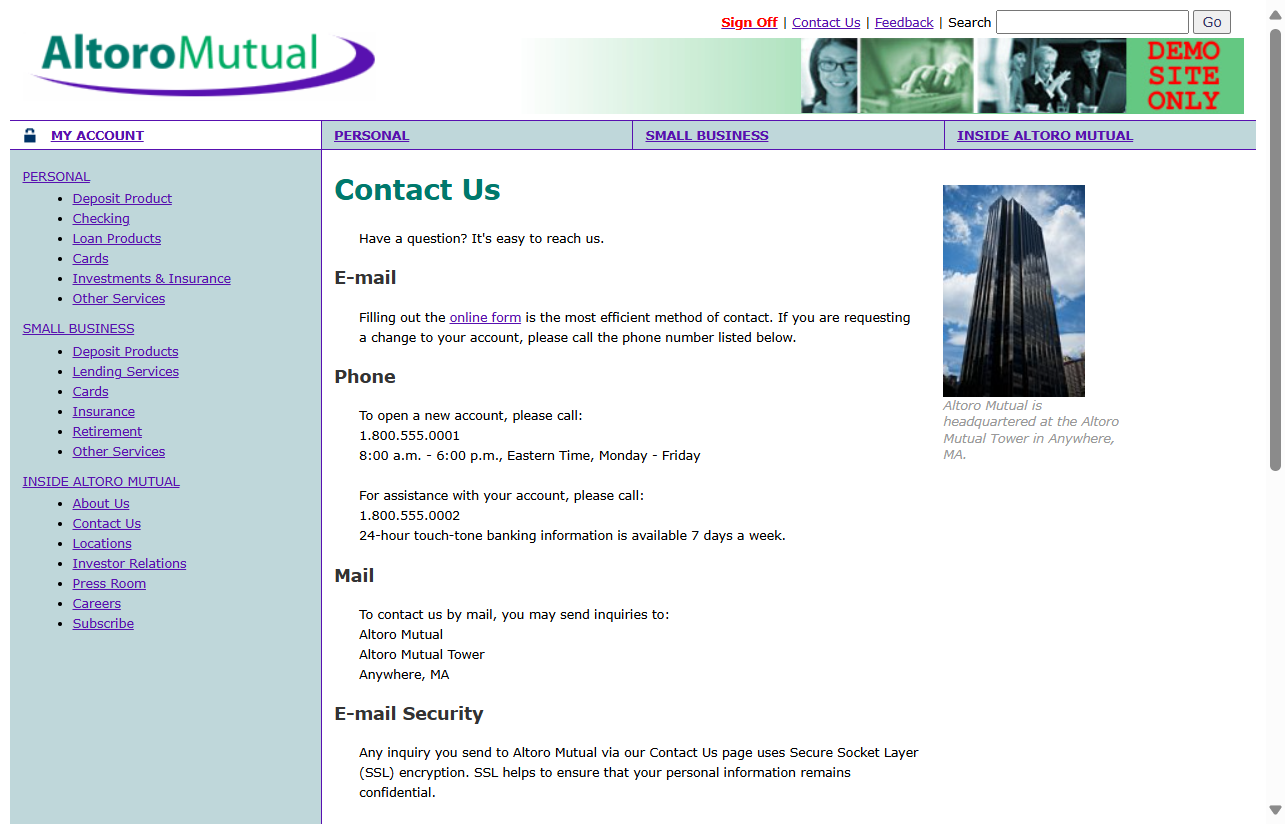 Sign Off | Contact Us | Feedback | Search Go
AltoroMutual
DEMO
SITE
ONLY
MY ACCOUNT
PERSONAL
SMALL BUSINESS
INSIDE ALTORO MUTUAL
PERSONAL
• Deposit Product
• Checking
• Loan Products
• Cards
• Investments & Insurance
• Other Services
SMALL BUSINESS
• Deposit Products
• Lending Services
• Cards
• Insurance
• Retirement
• Other Services
INSIDE ALTORO MUTUAL
• About Us
• Contact Us
• Locations
• Investor Relations
• Press Room
• Careers
• Subscribe
Contact Us
Have a question? It's easy to reach us.
E-mail
Filling out the online form is the most efficient method of contact. If you are requesting
a change to your account, please call the phone number listed below.
Phone
To open a new account, please call:
1.800.555.0001
8:00 a.m. - 6:00 p.m., Eastern Time, Monday - Friday
For assistance with your account, please call:
1.800.555.0002
24-hour touch-tone banking information is available 7 days a week.
Mail
To contact us by mail, you may send inquiries to:
Altoro Mutual
Altoro Mutual Tower
Anywhere, MA
E-mail Security
Any inquiry you send to Altoro Mutual via our Contact Us page uses Secure Socket Layer
(SSL) encryption. SSL helps to ensure that your personal information remains
confidential.
Altoro Mutual is
headquartered at the Altoro
Mutual Tower in Anywhere,
MA.